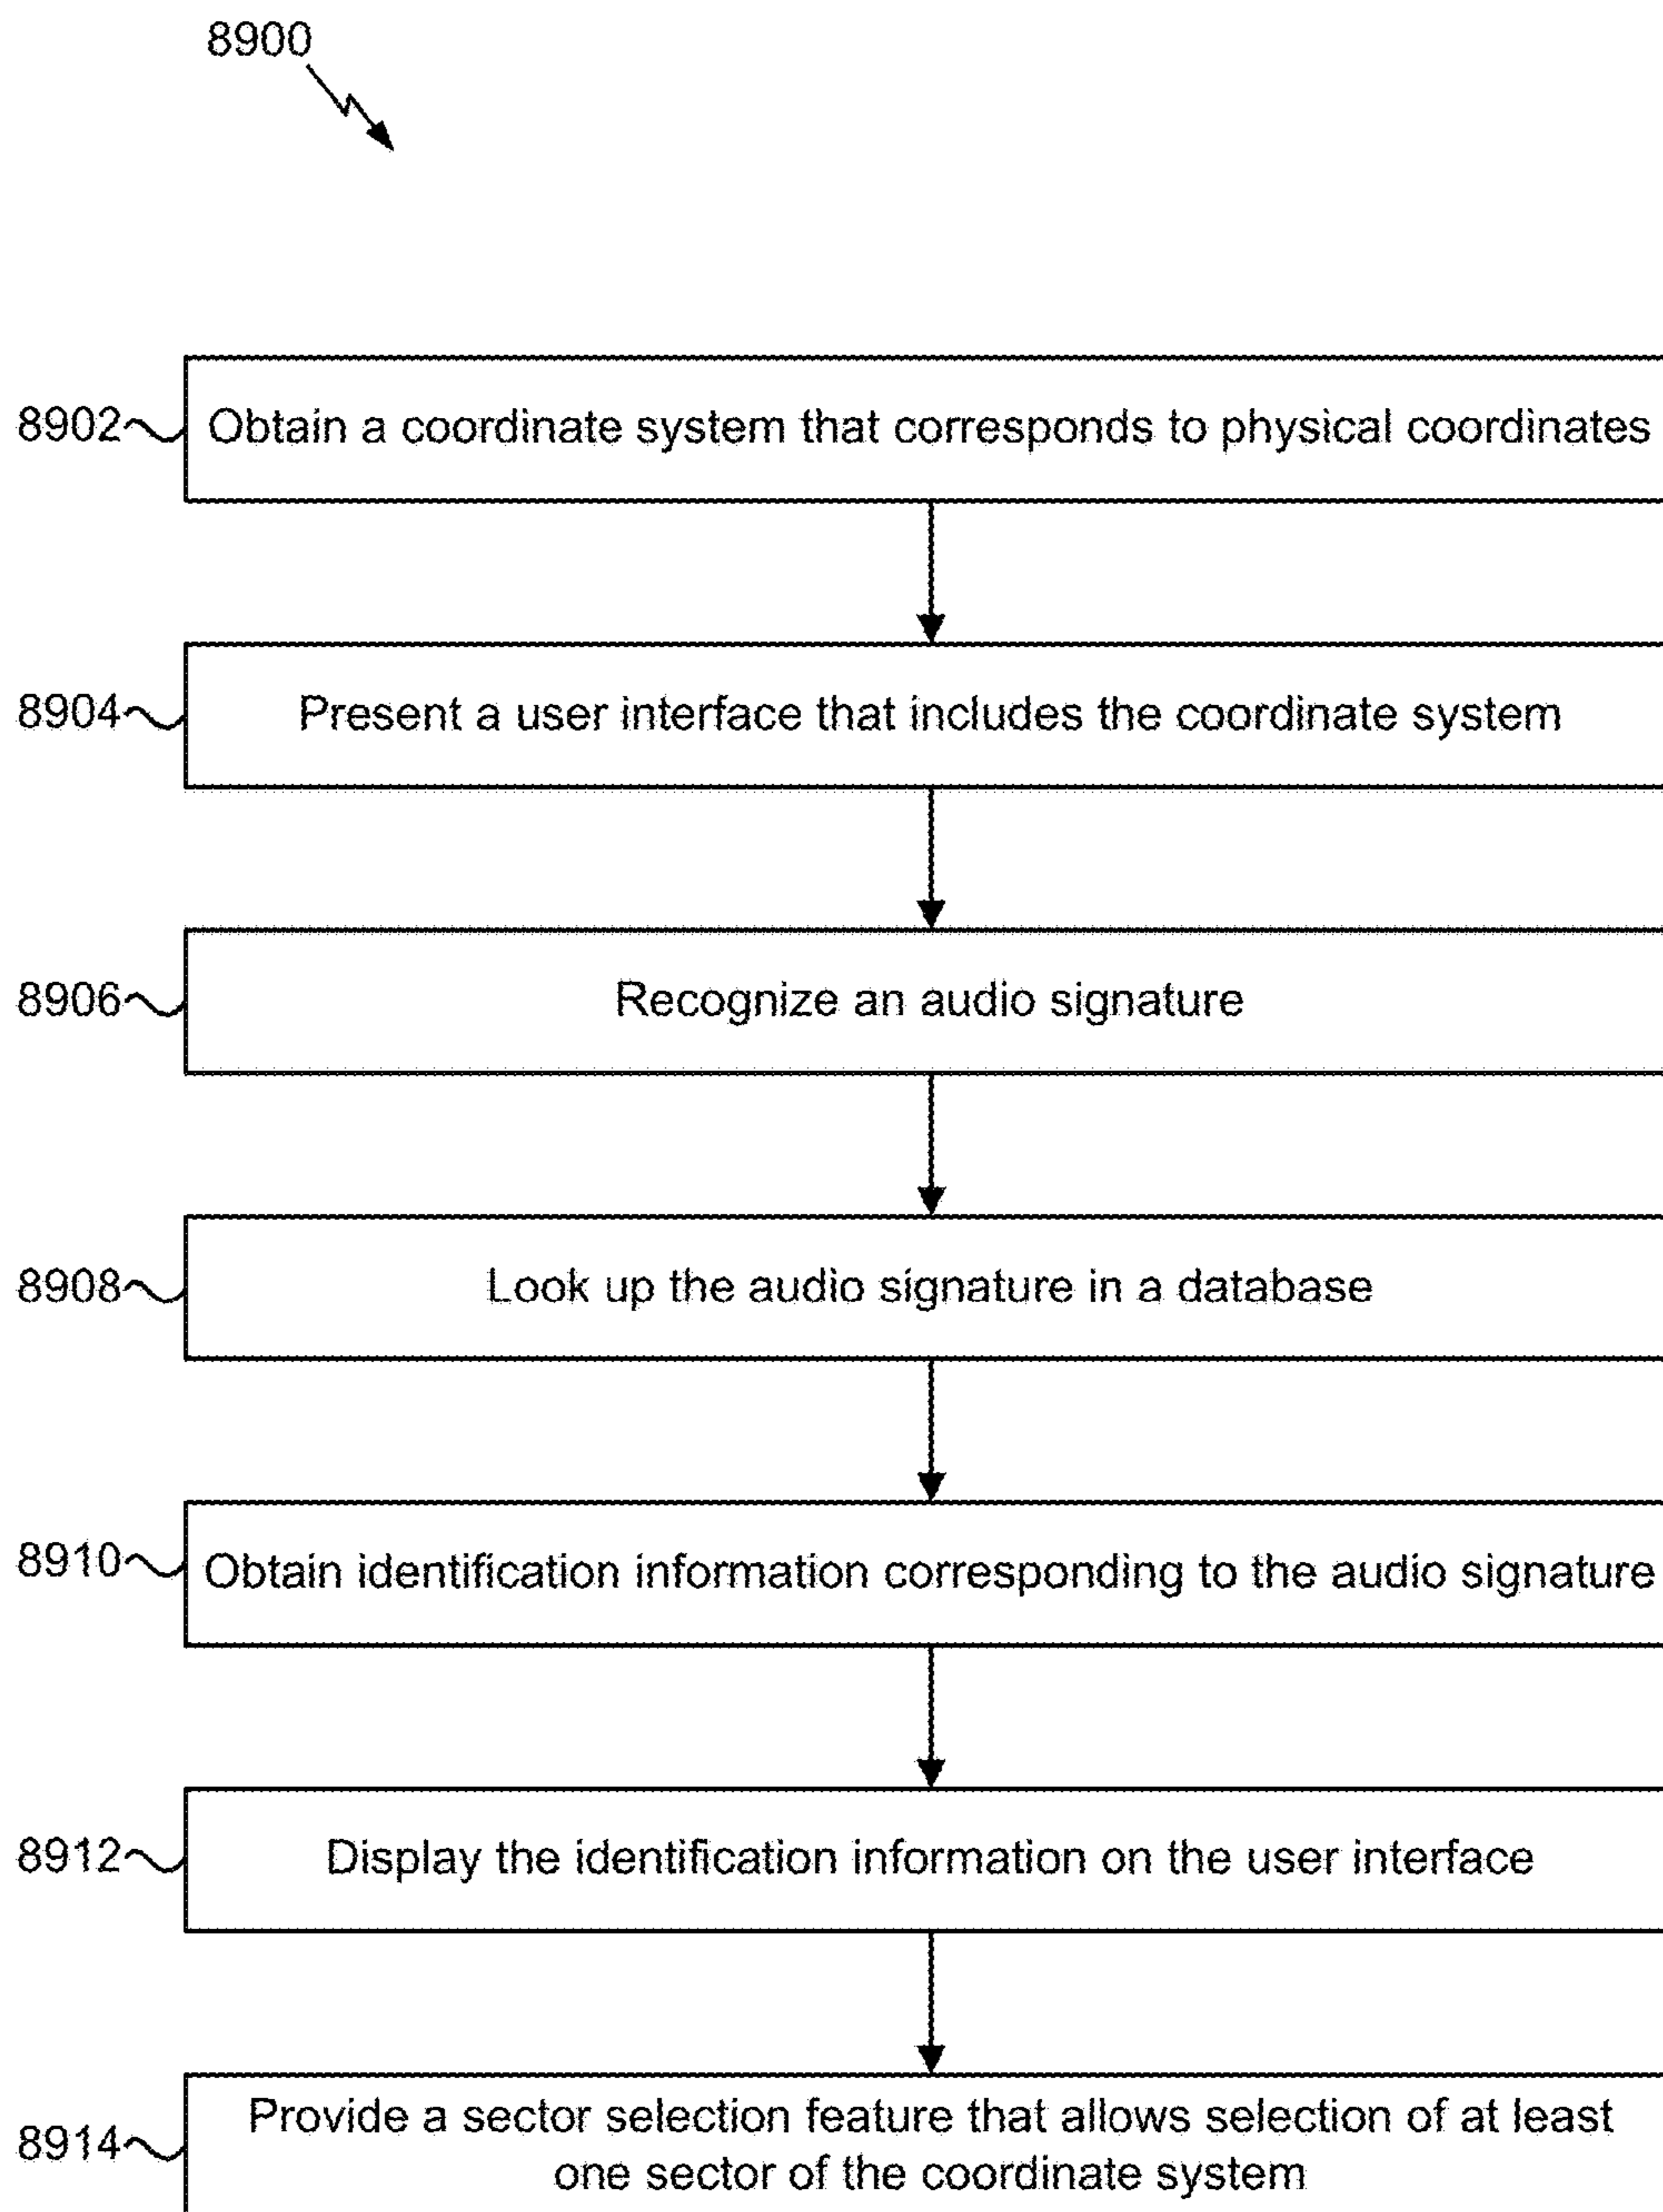 8900
8902 Obtain a coordinate system that corresponds to physical coordinates
8904 Present a user interface that includes the coordinate system
8906 Recognize an audio signature
8908 Look up the audio signature in a database
8910 Obtain identification information corresponding to the audio signature
8912 Display the identification information on the user interface
8914 Provide a sector selection feature that allows selection of at least
one sector of the coordinate system